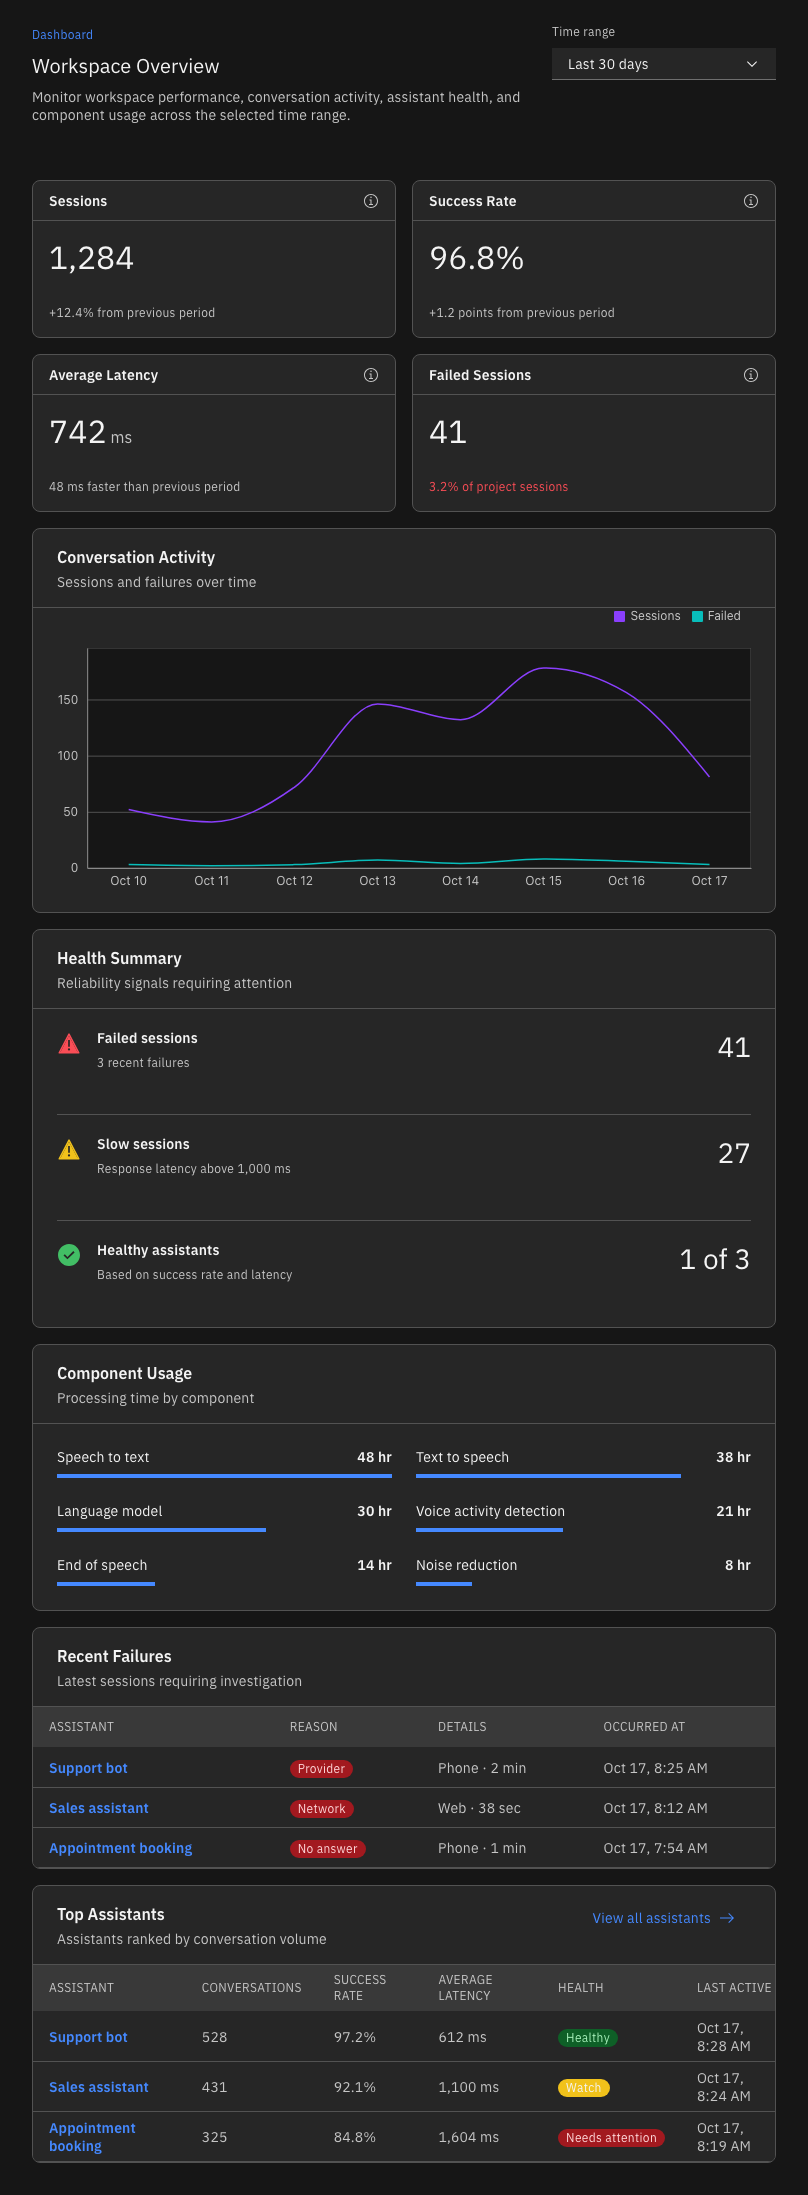 Dashboard
Workspace Overview
Monitor workspace performance, conversation activity, assistant health, and
component usage across the selected time range.
Time range
Last 30 days
Sessions
1,284
+12.4% from previous period
Success Rate
96.8%
+1.2 points from previous period
Average Latency
742 ms
48 ms faster than previous period
Failed Sessions
41
3.2% of project sessions
Conversation Activity
Sessions and failures over time
Sessions Failed
150
100
50
0
Oct 10 Oct 11 Oct 12 Oct 13 Oct 14 Oct 15 Oct 16 Oct 17
Health Summary
Reliability signals requiring attention
Failed sessions
3 recent failures
41
Slow sessions
Response latency above 1,000 ms
27
Healthy assistants
Based on success rate and latency
1 of 3
Component Usage
Processing time by component
Speech to text 48 hr
Text to speech 38 hr
Language model 30 hr
Voice activity detection 21 hr
End of speech 14 hr
Noise reduction 8 hr
Recent Failures
Latest sessions requiring investigation
ASSISTANT REASON DETAILS OCCURRED AT
Support bot Provider Phone · 2 min Oct 17, 8:25 AM
Sales assistant Network Web · 38 sec Oct 17, 8:12 AM
Appointment booking No answer Phone · 1 min Oct 17, 7:54 AM
Top Assistants
Assistants ranked by conversation volume
View all assistants
ASSISTANT CONVERSATIONS SUCCESS RATE AVERAGE LATENCY HEALTH LAST ACTIVE
Support bot 528 97.2% 612 ms Healthy Oct 17, 8:28 AM
Sales assistant 431 92.1% 1,100 ms Watch Oct 17, 8:24 AM
Appointment booking 325 84.8% 1,604 ms Needs attention Oct 17, 8:19 AM